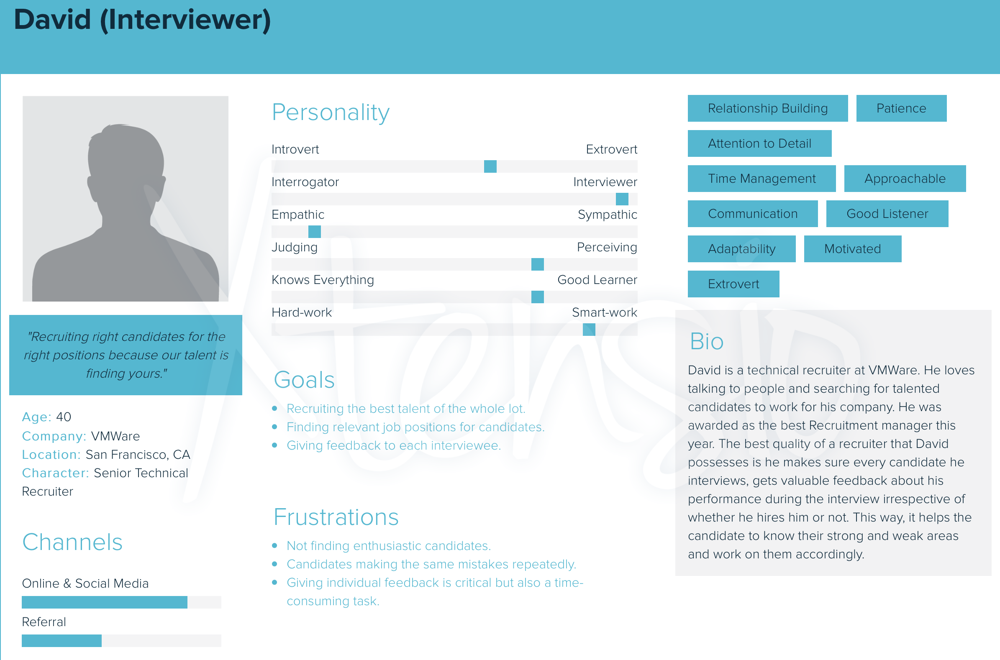 David (Interviewer)
"Recruiting right candidates for the
right positions because our talent is
finding yours."
Age: 40
Company: VMWare
Location: San Francisco, CA
Character: Senior Technical
Recruiter
Channels
Online & Social Media
Referral
Personality
Introvert Extrovert
Interrogator Interviewer
Empathic Sympathic
Judging Perceiving
Knows Everything Good Learner
Hard-work Smart-work
Goals
Recruiting the best talent of the whole lot.
Finding relevant job positions for candidates.
Giving feedback to each interviewee.
Frustrations
Not finding enthusiastic candidates.
Candidates making the same mistakes repeatedly.
Giving individual feedback is critical but also a time-
consuming task.
Relationship Building Patience
Attention to Detail
Time Management Approachable
Communication Good Listener
Adaptability Motivated
Extrovert
Bio
David is a technical recruiter at VMWare. He loves
talking to people and searching for talented
candidates to work for his company. He was
awarded as the best Recruitment manager this
year. The best quality of a recruiter that David
possesses is he makes sure every candidate he
interviews, gets valuable feedback about his
performance during the interview irrespective of
whether he hires him or not. This way, it helps the
candidate to know their strong and weak areas
and work on them accordingly.
Xtensio